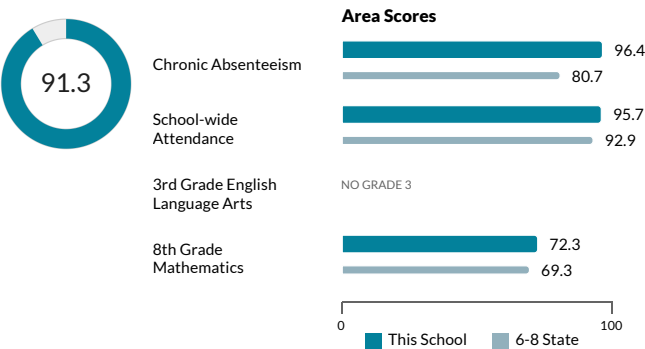 Area Scores
91.3
Chronic Absenteeism
96.4
80.7
School-wide
Attendance
95.7
92.9
3rd Grade English
Language Arts
NO GRADE 3
8th Grade
Mathematics
72.3
69.3
0
100
This School
6-8 State